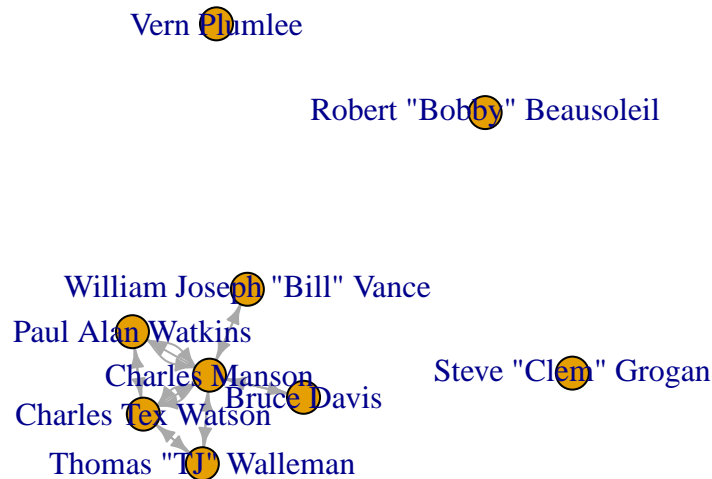 Vern Plumlee
Robert "Bobby" Beausoleil
William Joseph "Bill" Vance
Paul Alan Watkins
Charles Manson
Steve "Clem" Grogan
Bruce Davis
Charles Tex Watson
Thomas "TJ" Walleman